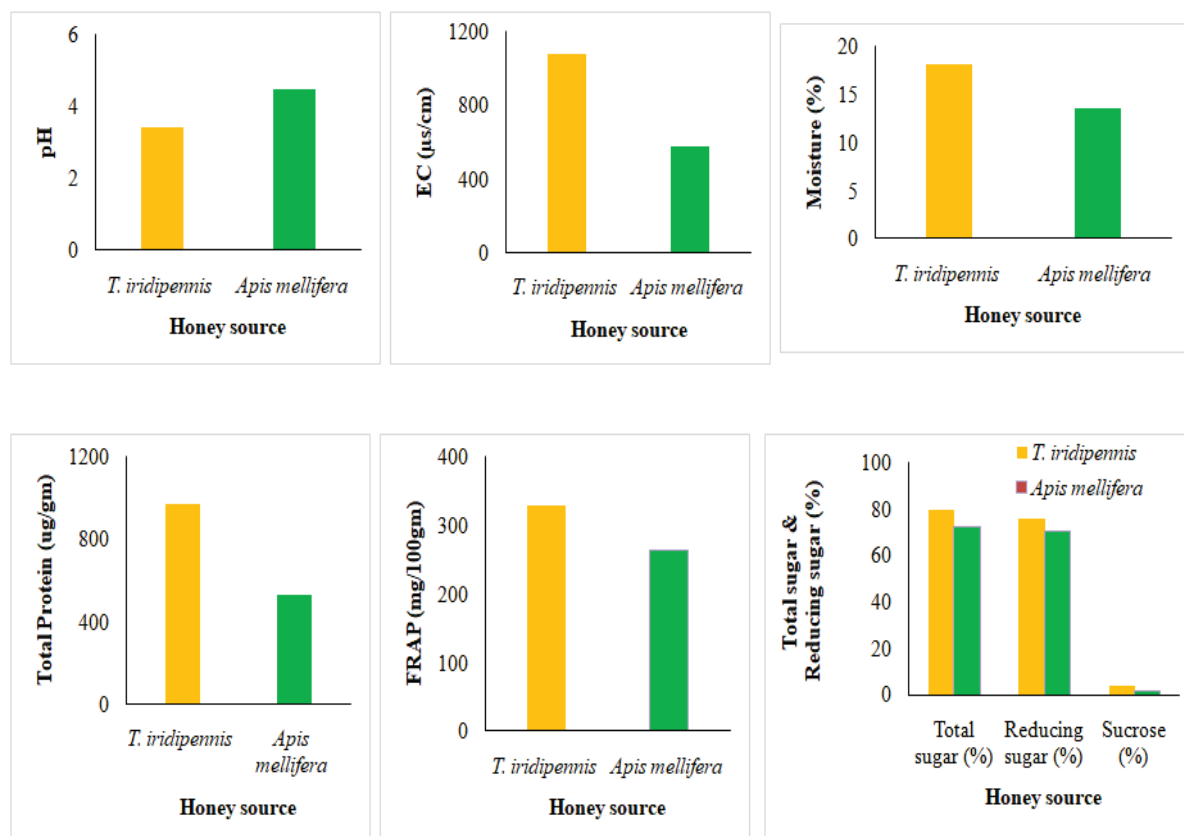 6
4
2
0
pH
T. iridipennis Apis mellifera
Honey source
1200
800
400
0
EC (µs/cm)
T. iridipennis Apis mellifera
Honey source
20
15
10
5
0
Moisture (%)
T. iridipennis Apis mellifera
Honey source
1200
800
400
0
Total Protein (ug/gm)
T. iridipennis Apis
mellifera
Honey source
400
300
200
100
0
FRAP (mg/100gm)
T. iridipennis Apis mellifera
Honey source
T. iridipennis
Apis mellifera
100
80
60
40
20
0
Total sugar &
Reducing sugar (%)
Total Reducing Sucrose
sugar (%) sugar (%) (%)
Honey source